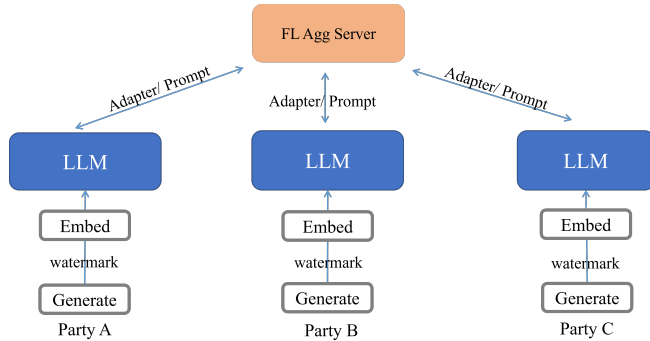 FL Agg Server
Adapter/ Prompt
Adapter/ Prompt
Adapter/ Prompt
LLM
LLM
LLM
Embed
Embed
Embed
watermark
watermark
watermark
Generate
Generate
Generate
Party A
Party B
Party C